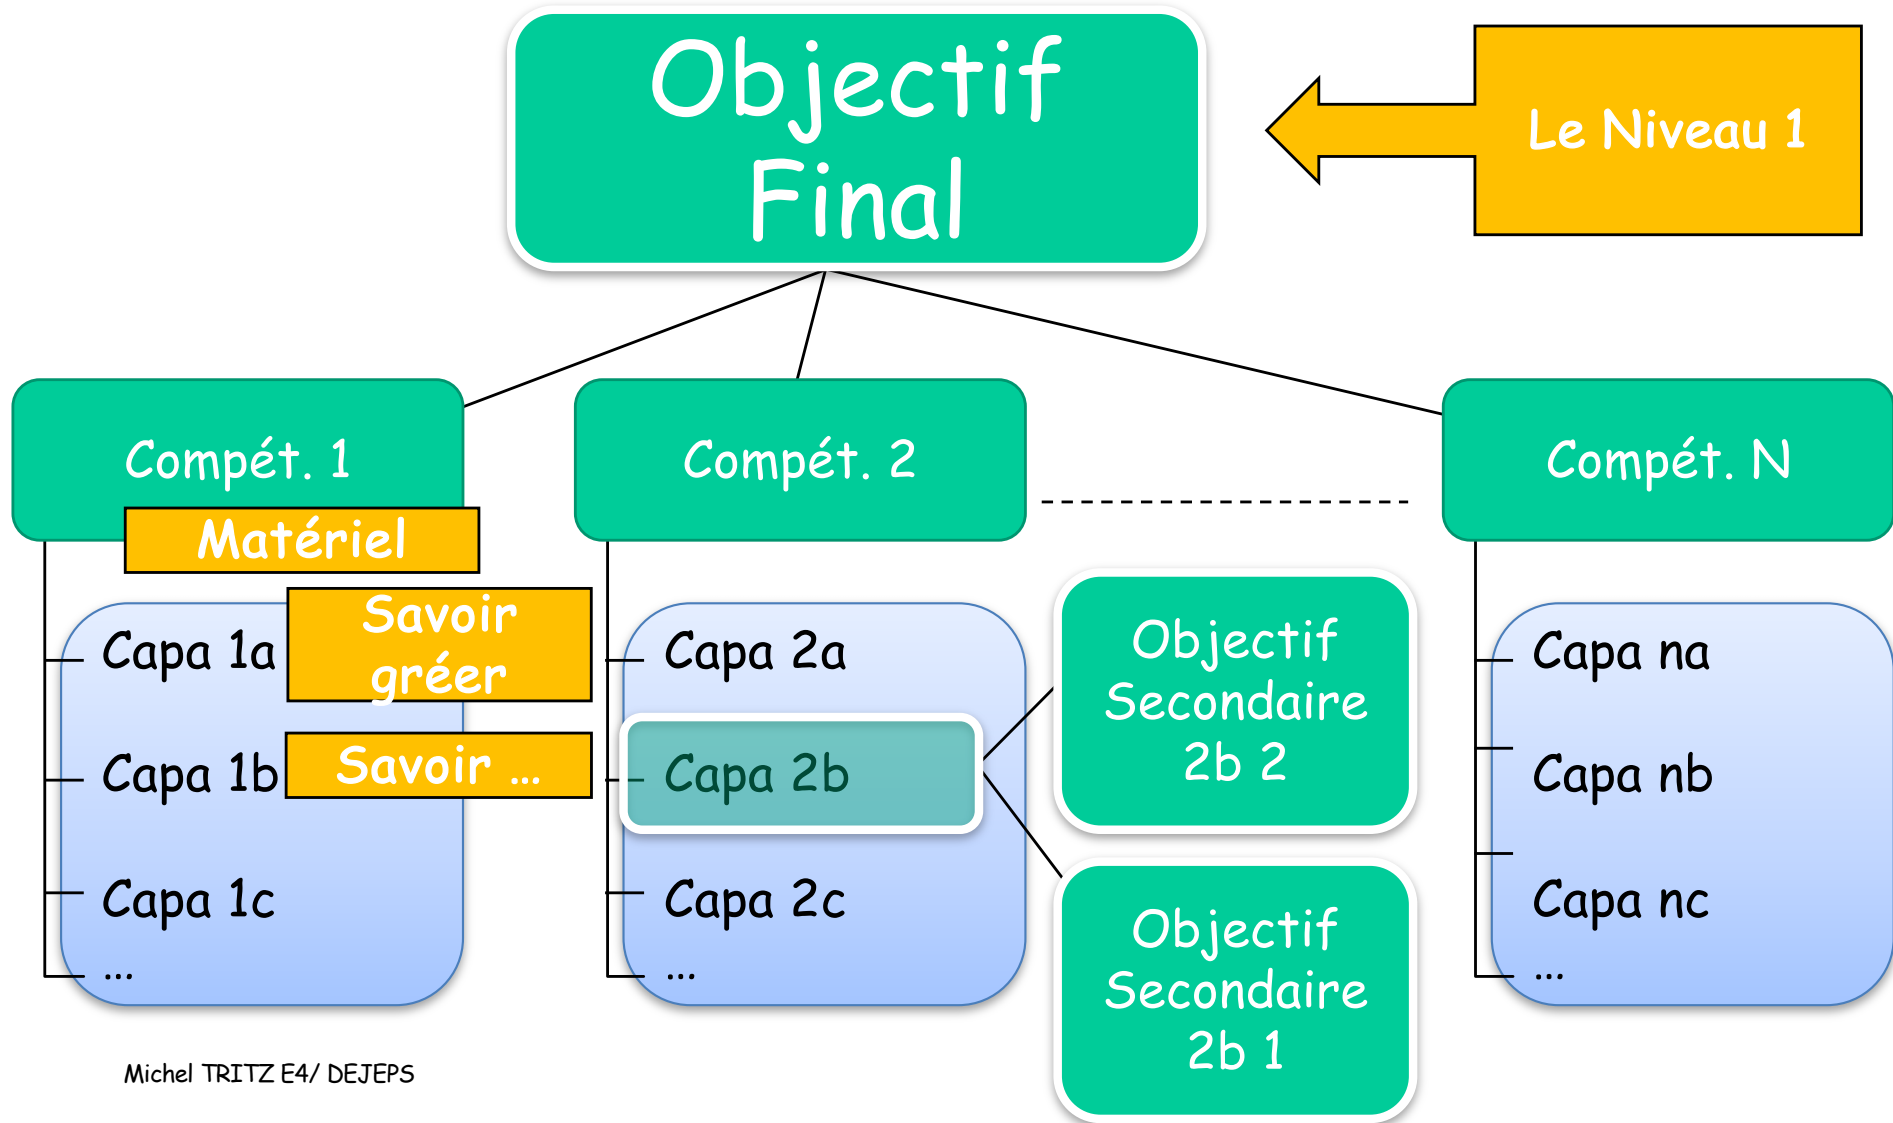 Objectif
Final
Le Niveau 1
Compét. 1
Matériel
Capa 1a
Savoir
gréer
Capa 1b
Savoir ...
Capa 1c
...
Compét. 2
Capa 2a
Capa 2b
Capa 2c
...
Objectif
Secondaire
2b 2
Objectif
Secondaire
2b 1
Compét. N
Capa na
Capa nb
Capa nc
...
Michel TRITZ E4/ DEJEPS